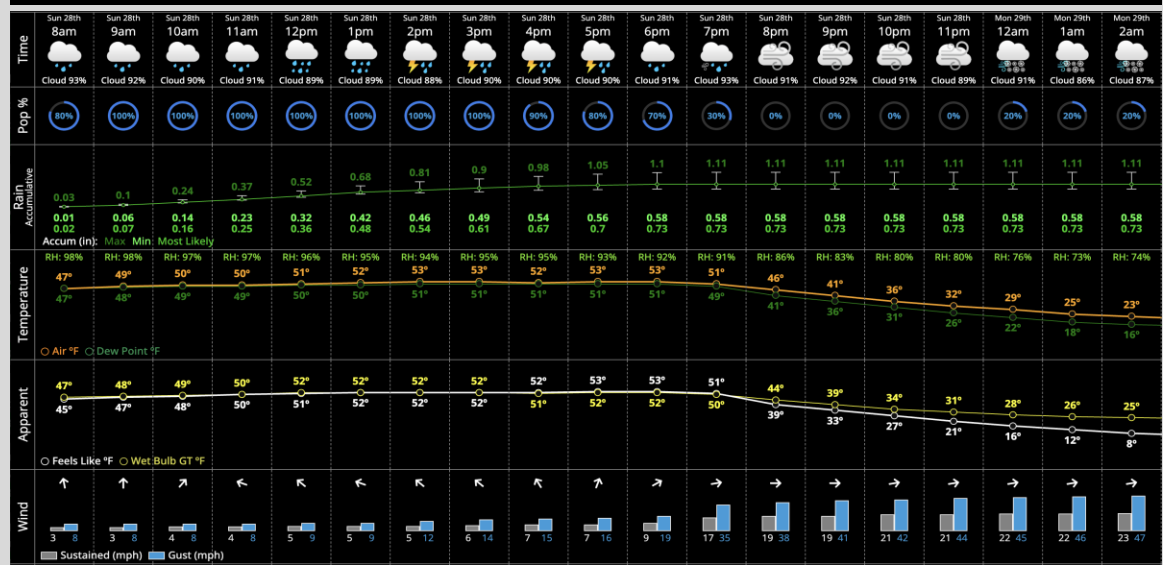 Sun 28th Sun 28th Sun 28th Sun 28th Sun 28th Sun 28th Sun 28th Sun 28th Sun 28th Sun 28th Sun 28th Sun 28th Sun 28th Sun 28th Sun 28th Sun 28th Mon 29th Mon 29th Mon 29th
Time
8am 9am 10am 11am 12pm 1pm 2pm 3pm 4pm 5pm 6pm 7pm 8pm 9pm 10pm 11pm 12am 1am 2am
Cloud 93% Cloud 92% Cloud 90% Cloud 91% Cloud 89% Cloud 89% Cloud 88% Cloud 90% Cloud 90% Cloud 90% Cloud 91% Cloud 93% Cloud 91% Cloud 92% Cloud 91% Cloud 89% Cloud 91% Cloud 86% Cloud 87%
Pop %
80% 100% 100% 100% 100% 100% 100% 100% 90% 80% 70% 30% 0% 0% 0% 0% 20% 20% 20%
Rain
Accumulative
0.03 0.1 0.24 0.37 0.52 0.68 0.81 0.9 0.98 1.05 1.1 1.11 1.11 1.11 1.11 1.11 1.11 1.11 1.11
0.01 0.06 0.14 0.23 0.32 0.42 0.46 0.49 0.54 0.56 0.58 0.58 0.58 0.58 0.58 0.58 0.58 0.58 0.58
0.02 0.07 0.16 0.25 0.36 0.48 0.54 0.61 0.67 0.7 0.73 0.73 0.73 0.73 0.73 0.73 0.73 0.73 0.73
Accum (in): Max Min Most Likely
Temperature
RH: 98% RH: 98% RH: 97% RH: 97% RH: 96% RH: 95% RH: 94% RH: 95% RH: 95% RH: 93% RH: 92% RH: 91% RH: 86% RH: 83% RH: 80% RH: 80% RH: 76% RH: 73% RH: 74%
47° 49° 50° 50° 51° 52° 53° 53° 52° 53° 53° 51° 46° 41° 36° 32° 29° 25° 23°
47° 48° 49° 49° 50° 50° 51° 51° 51° 51° 51° 49° 41° 36° 31° 26° 22° 18° 16°
Air °F Dew Point °F
Apparent
47° 48° 49° 50° 52° 52° 52° 52° 52° 53° 53° 51° 44° 39° 34° 31° 28° 26° 25°
45° 47° 48° 50° 51° 52° 52° 52° 51° 52° 52° 50° 39° 33° 27° 21° 16° 12° 8°
Feels Like °F Wet Bulb GT °F
Wind
3 8 3 8 4 8 4 8 5 9 5 9 5 12 6 14 7 15 7 16 9 19 17 35 19 38 19 41 21 42 21 44 22 45 22 46 23 47
Sustained (mph) Gust (mph)